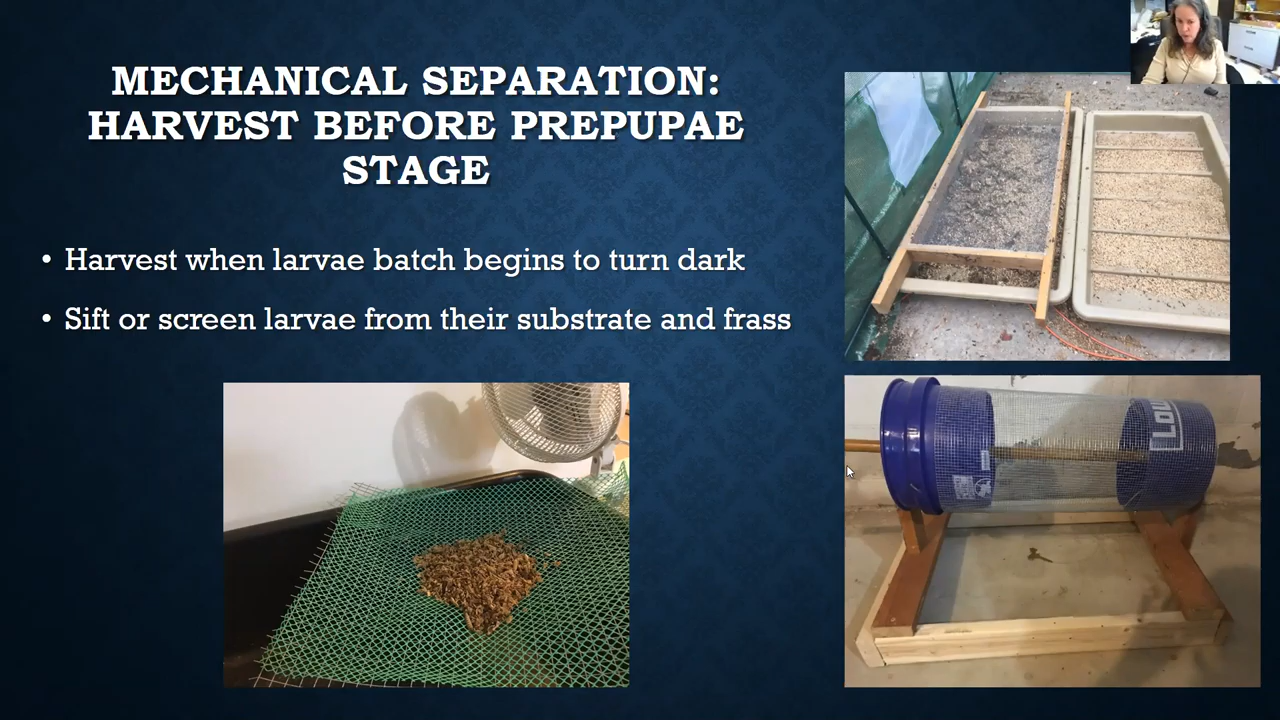 MECHANICAL SEPARATION:
HARVEST BEFORE PREPUPAE
STAGE
• Harvest when larvae batch begins to turn dark
• Sift or screen larvae from their substrate and frass